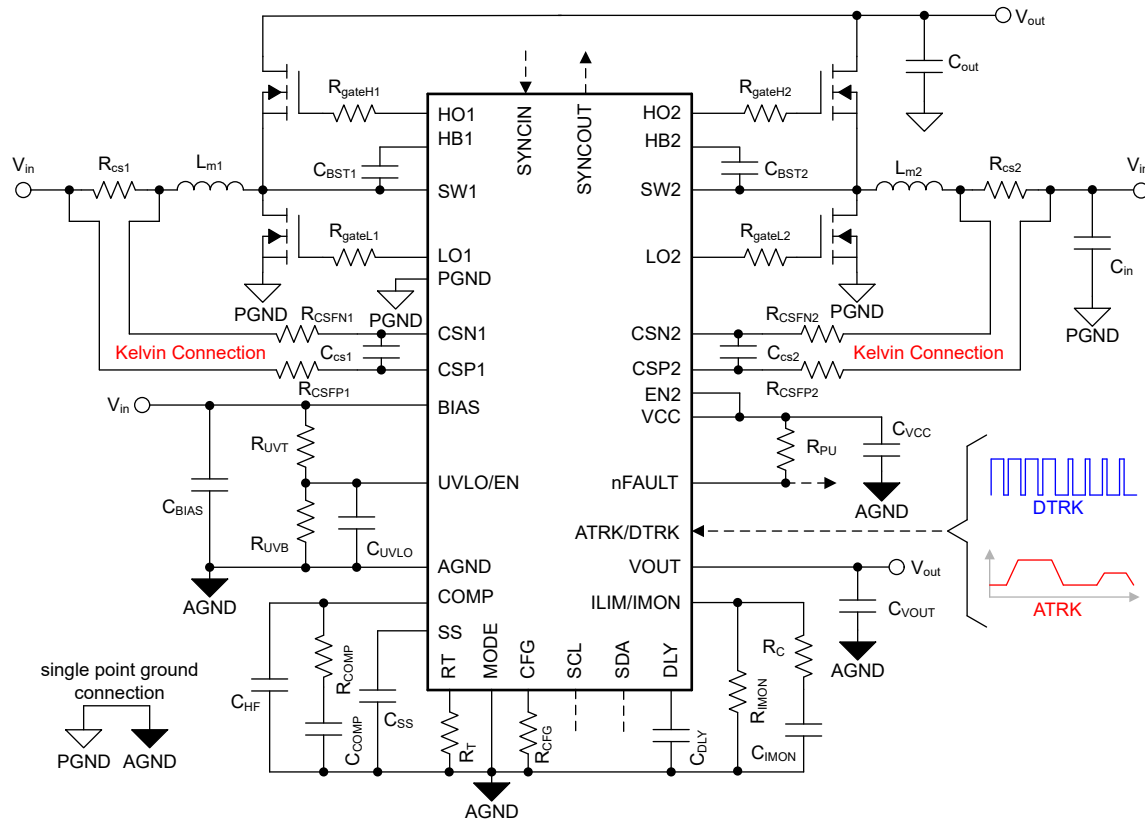 Vout
Cout
RgateH1
SYNCIN
SYNCOUT
RgateH2
HO1
HO2
HB1
HB2
Vin
Rcs1
Lm1
CBST1
SW1
SW2
CBST2
Lm2
Rcs2
Vin
RgateL1
LO1
LO2
RgateL2
Cin
PGND
PGND
PGND
PGND
PGND
RCSFN1
CSN1
CSN2
RCSFN2
Kelvin Connection
Ccs1
Ccs2
Kelvin Connection
RCSFP1
CSP1
CSP2
RCSFP2
Vin
BIAS
EN2
VCC
RUVT
RPU
CVCC
CBIAS
UVLO/EN
nFAULT
AGND
DTRK
RUVB
CUVLO
ATRK/DTRK
AGND
AGND
VOUT
Vout
ATRK
COMP
ILIM/IMON
CVOUT
SS
RT
MODE
CFG
SCL
SDA
DLY
RC
AGND
single point ground
connection
CHF
RCOMP
CCOMP
CSS
RT
RCFG
CDLY
RIMON
CIMON
PGND
AGND
AGND